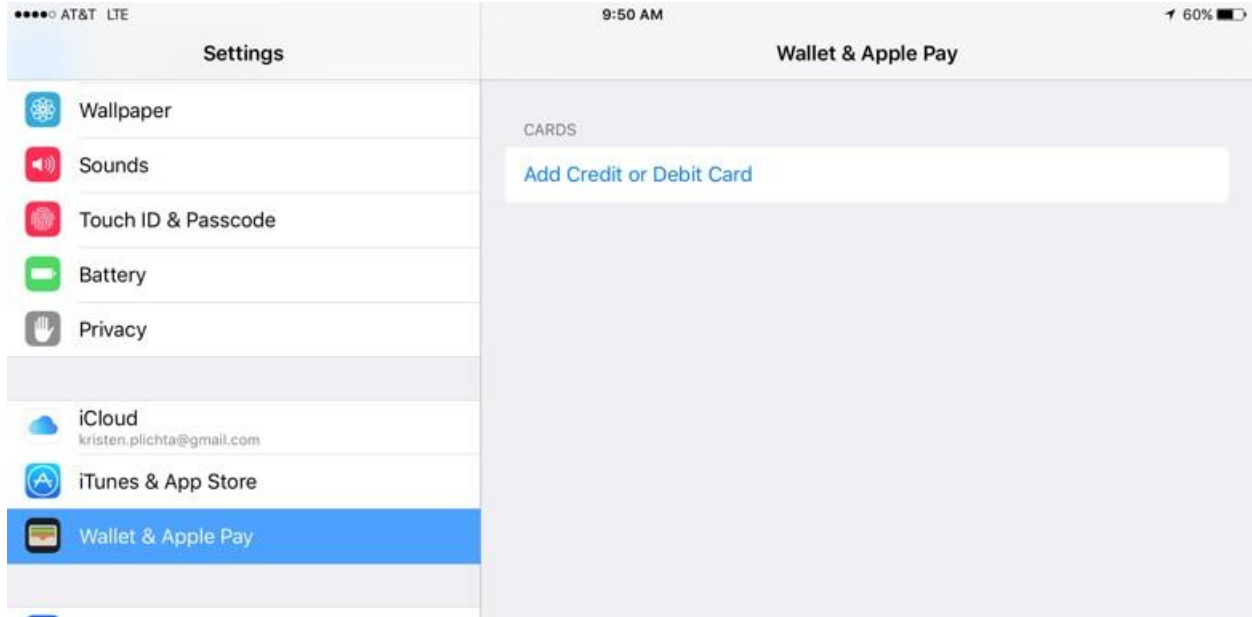 AT&T LTE
9:50 AM
60%
Settings
Wallpaper
Sounds
Touch ID & Passcode
Battery
Privacy
iCloud
kristen.plichta@gmail.com
iTunes & App Store
Wallet & Apple Pay
Wallet & Apple Pay
CARDS
Add Credit or Debit Card